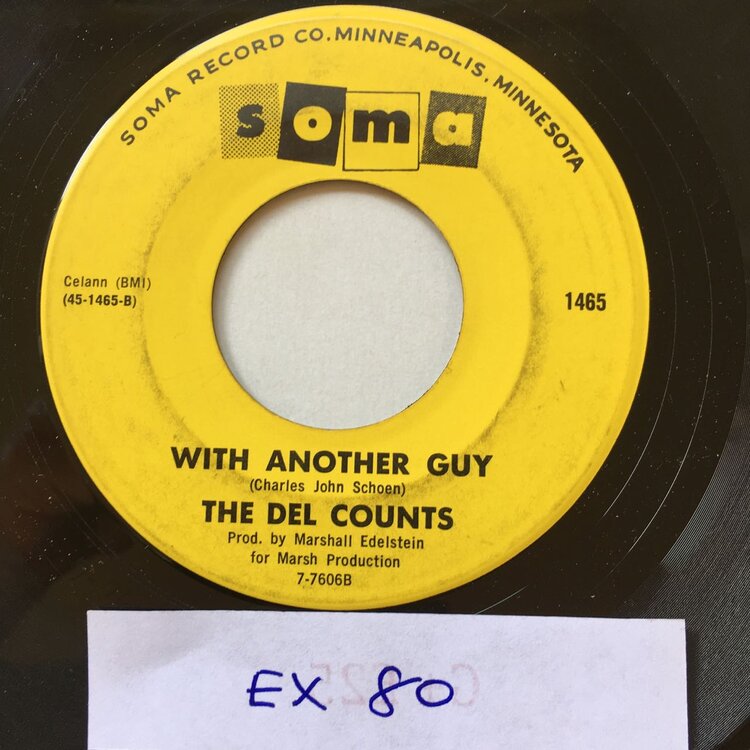 SOMA RECORD CO. MINNEAPOLIS, MINNESOTA
soma
Celann (BMI)
(45-1465-B)
1465
WITH ANOTHER GUY
(Charles John Schoen)
THE DEL COUNTS
Prod. by Marshall Edelstein
for Marsh Production
7-7606B
EX 80